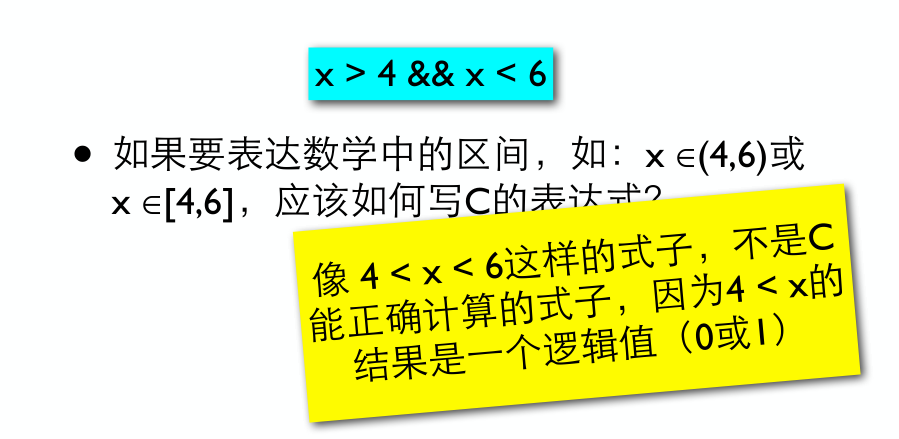 x > 4 && x < 6
• 如果要表达数学中的区间，如：x ∈(4,6)或
x ∈[4,6]，应该如何写C的表达式？
像 4 < x < 6这样的式子，不是C
能正确计算的式子，因为4 < x的
结果是一个逻辑值（0或1）